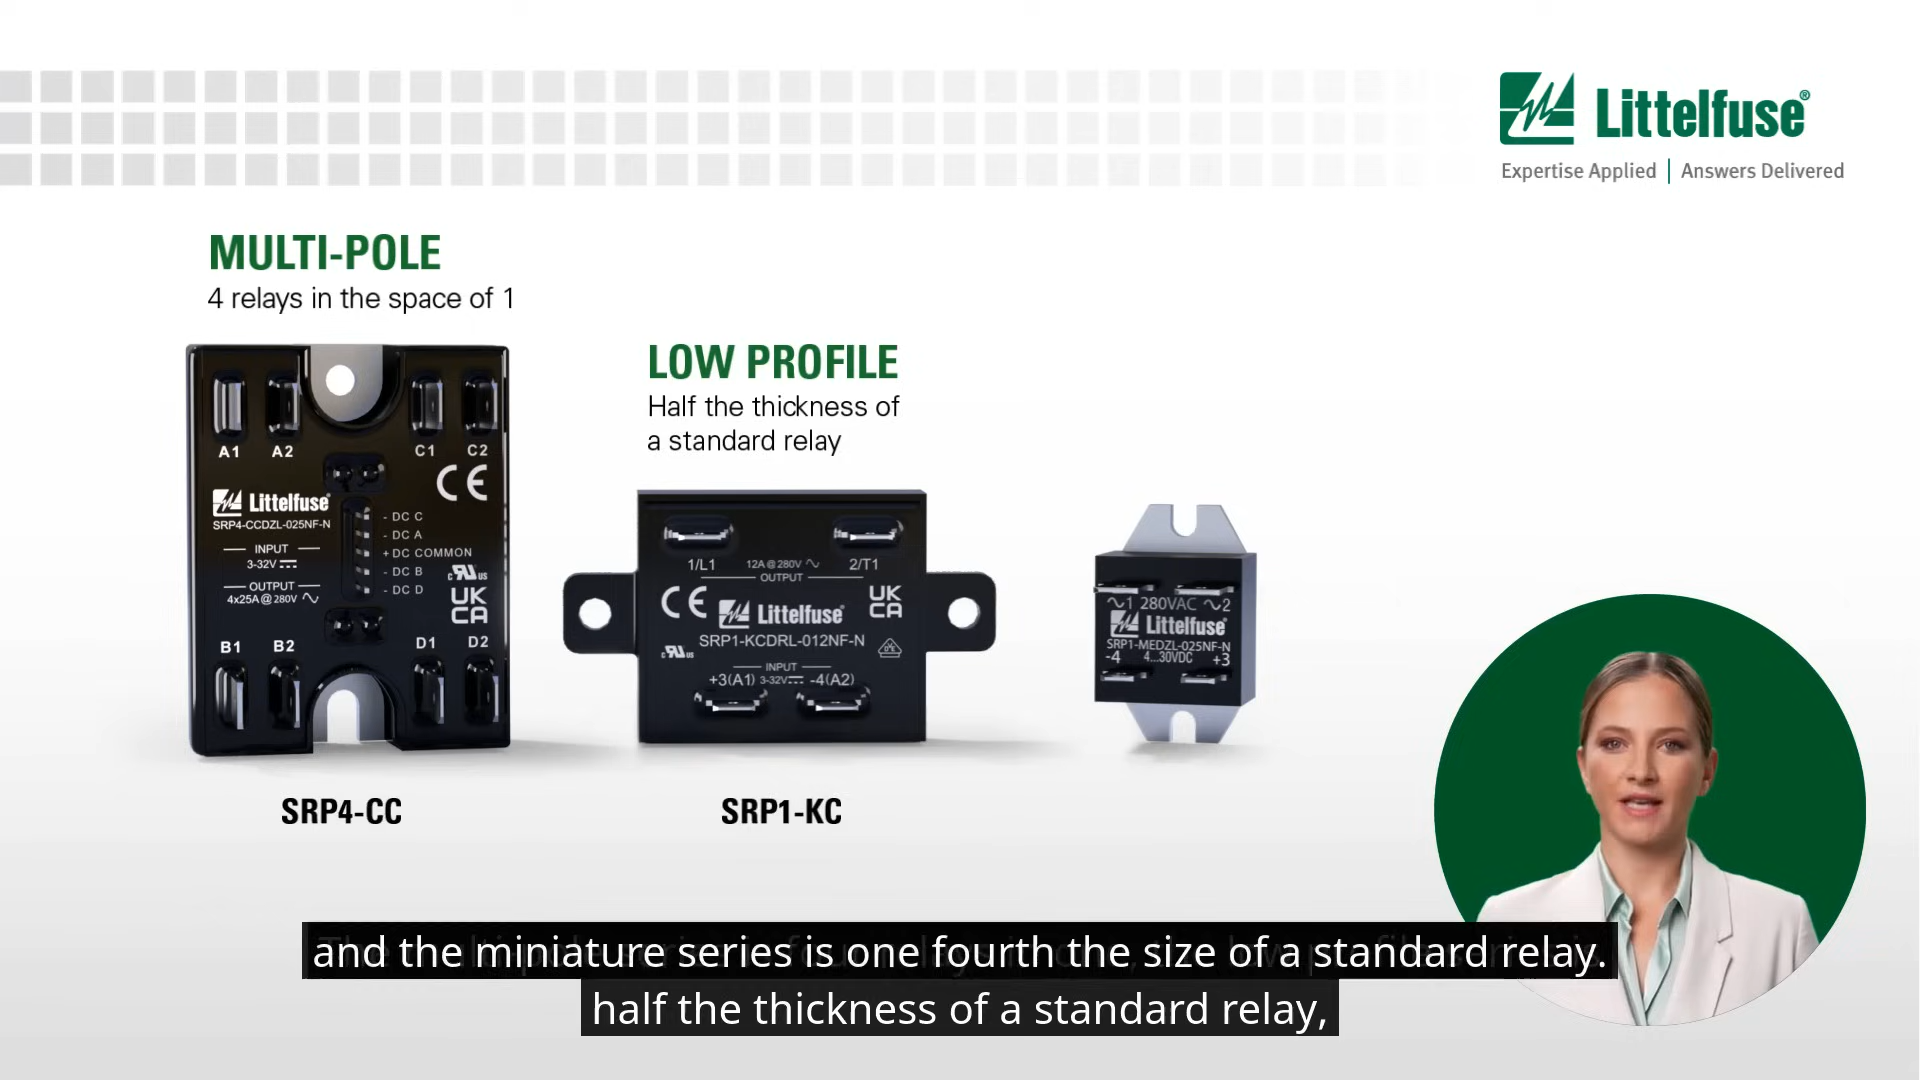 Littelfuse®
Expertise Applied | Answers Delivered
MULTI-POLE
4 relays in the space of 1
LOW PROFILE
Half the thickness of
a standard relay
A1 A2 C1 C2
CE
Littelfuse®
SRP4-CCDZL-025NF-N
INPUT
3-32V
OUTPUT
4x25A@280V
- DC C
- DC A
+ DC COMMON
- DC B
- DC D
c RU us
UK
CA
B1 B2 D1 D2
1/L1 12A@280V 2/T1
OUTPUT
CE Littelfuse® UK
CA
SRP1-KCDRL-012NF-N
c RU us
INPUT
+3(A1) 3-32V -4(A2)
1 280VAC 2
Littelfuse®
SRP1-MEDZL-025NF-N
-4 4...30VDC +3
SRP4-CC
SRP1-KC
and the miniature series is one fourth the size of a standard relay.
half the thickness of a standard relay,